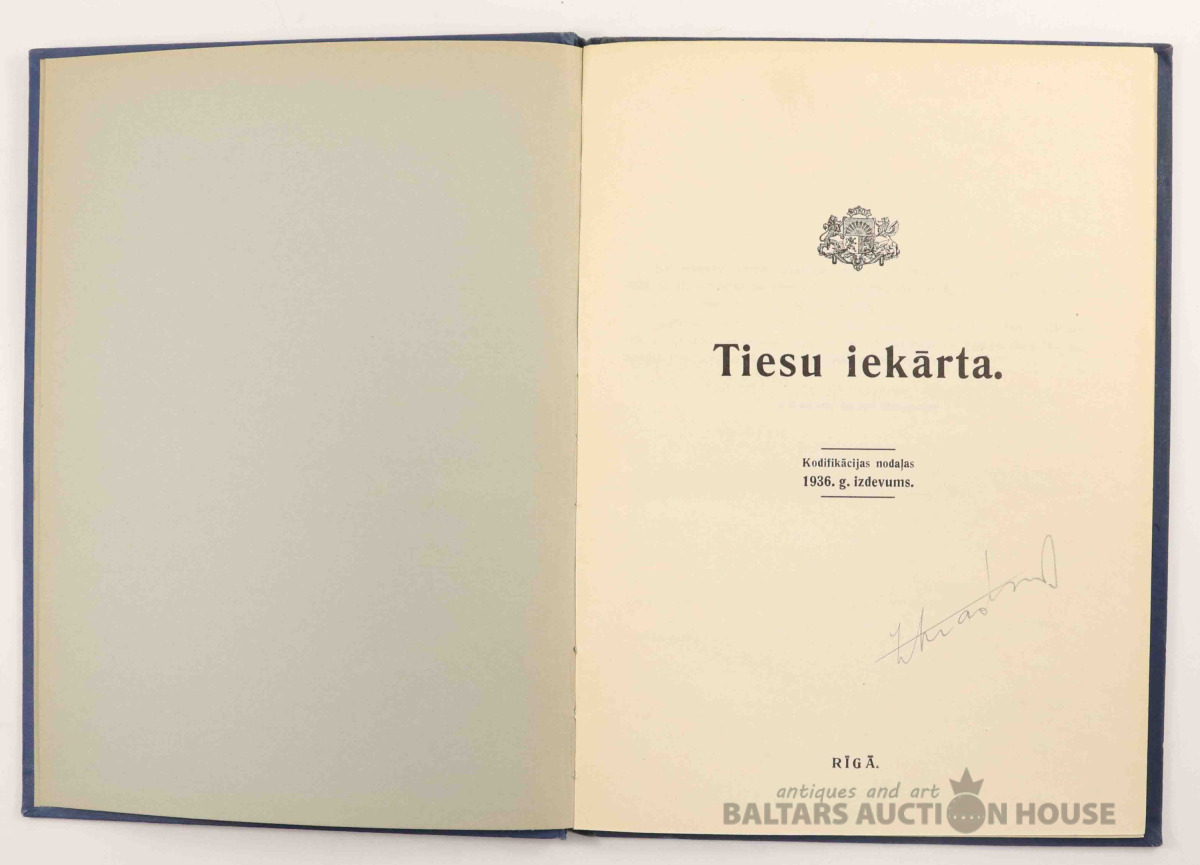 Tiesu iekārta.
Kodifikācijas nodaļas
1936. g. izdevums.
RĪGĀ.
antiques and art
BALTARS AUCTION HOUSE